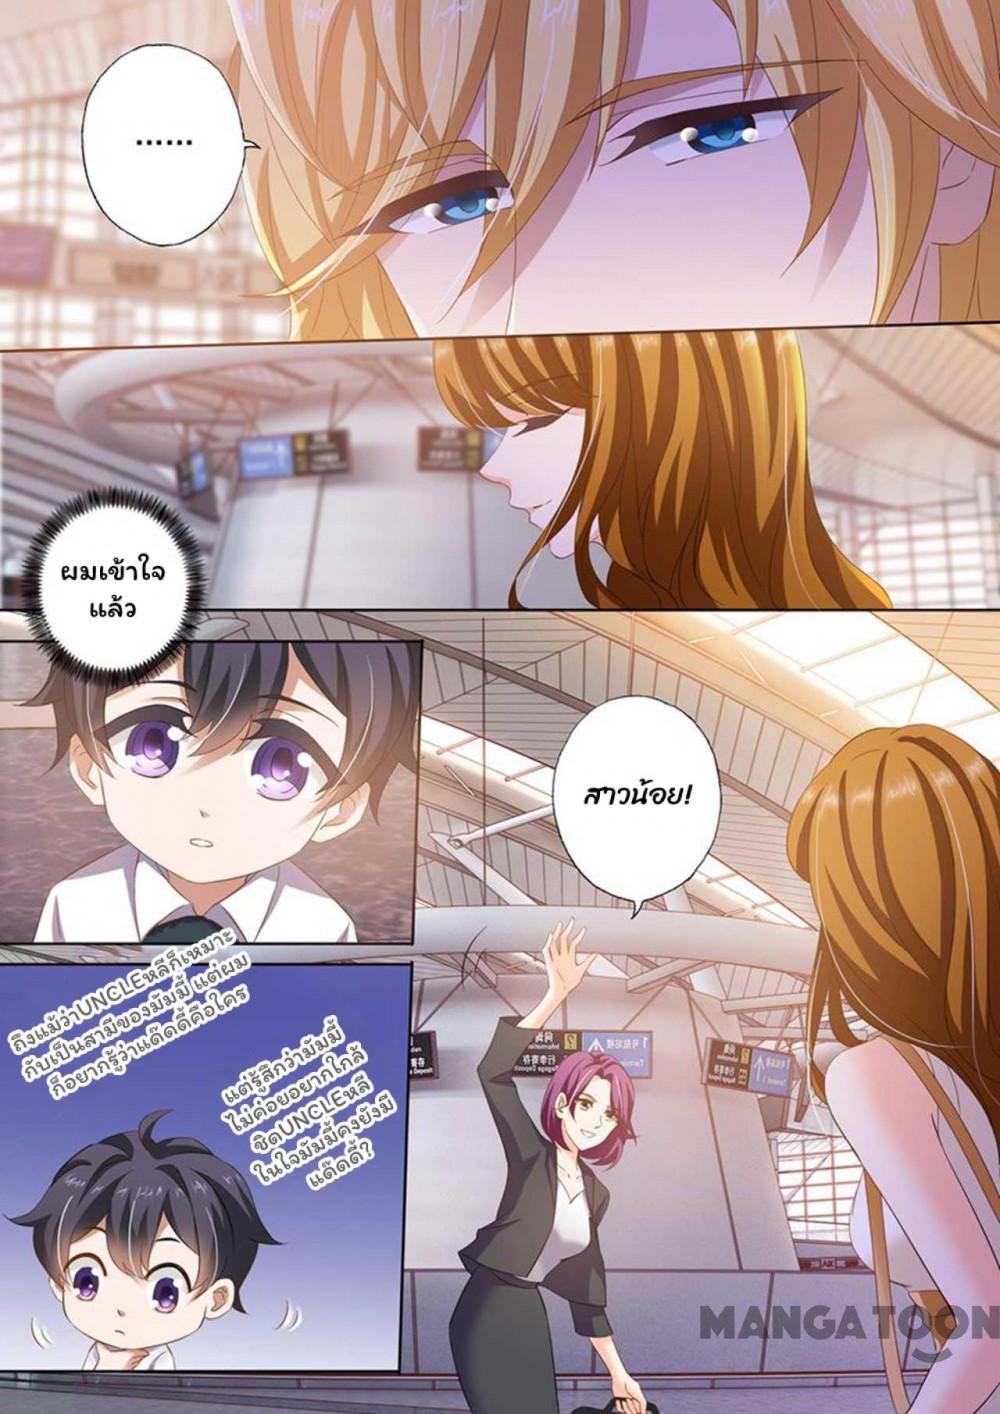 ......
ผมเข้าใจ
แล้ว
สาวน้อย!
ถึงแม้ว่าUNCLEหลีก็เหมาะ
กับเป็นสามีของมัมมี้ แต่ผม
ก็อยากรู้ว่าแด๊ดดี้คือใคร
แต่รู้สึกว่ามัมมี้
ไม่ค่อยอยากใกล้
ชิดUNCLEหลี
ในใจมัมมี้คงยังมี
แด๊ดดี้?
MANGATOON